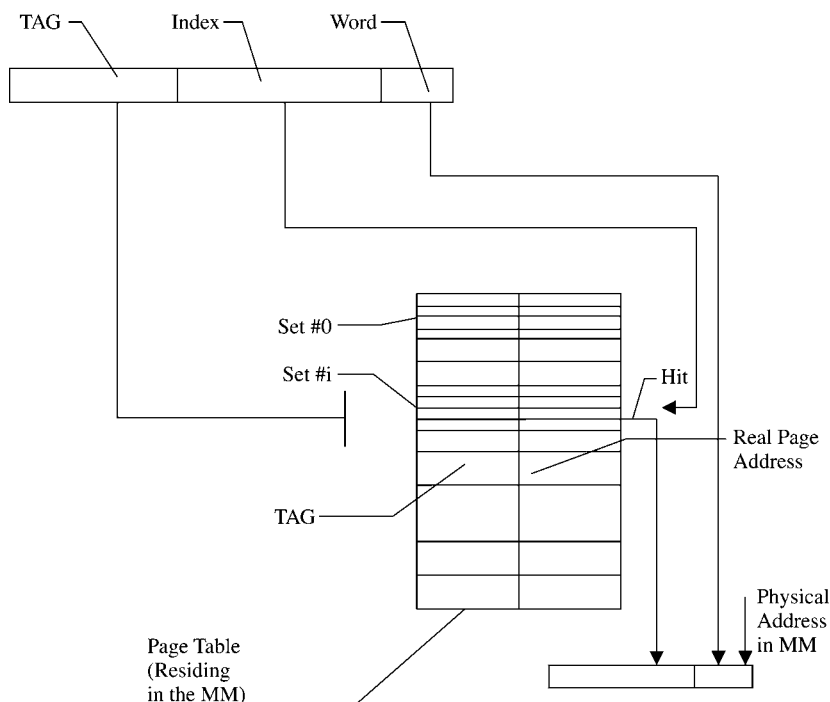 TAG
Index
Word
Set #0
Set #i
Hit
Real Page
Address
TAG
Physical
Address
in MM
Page Table
(Residing
in the MM)